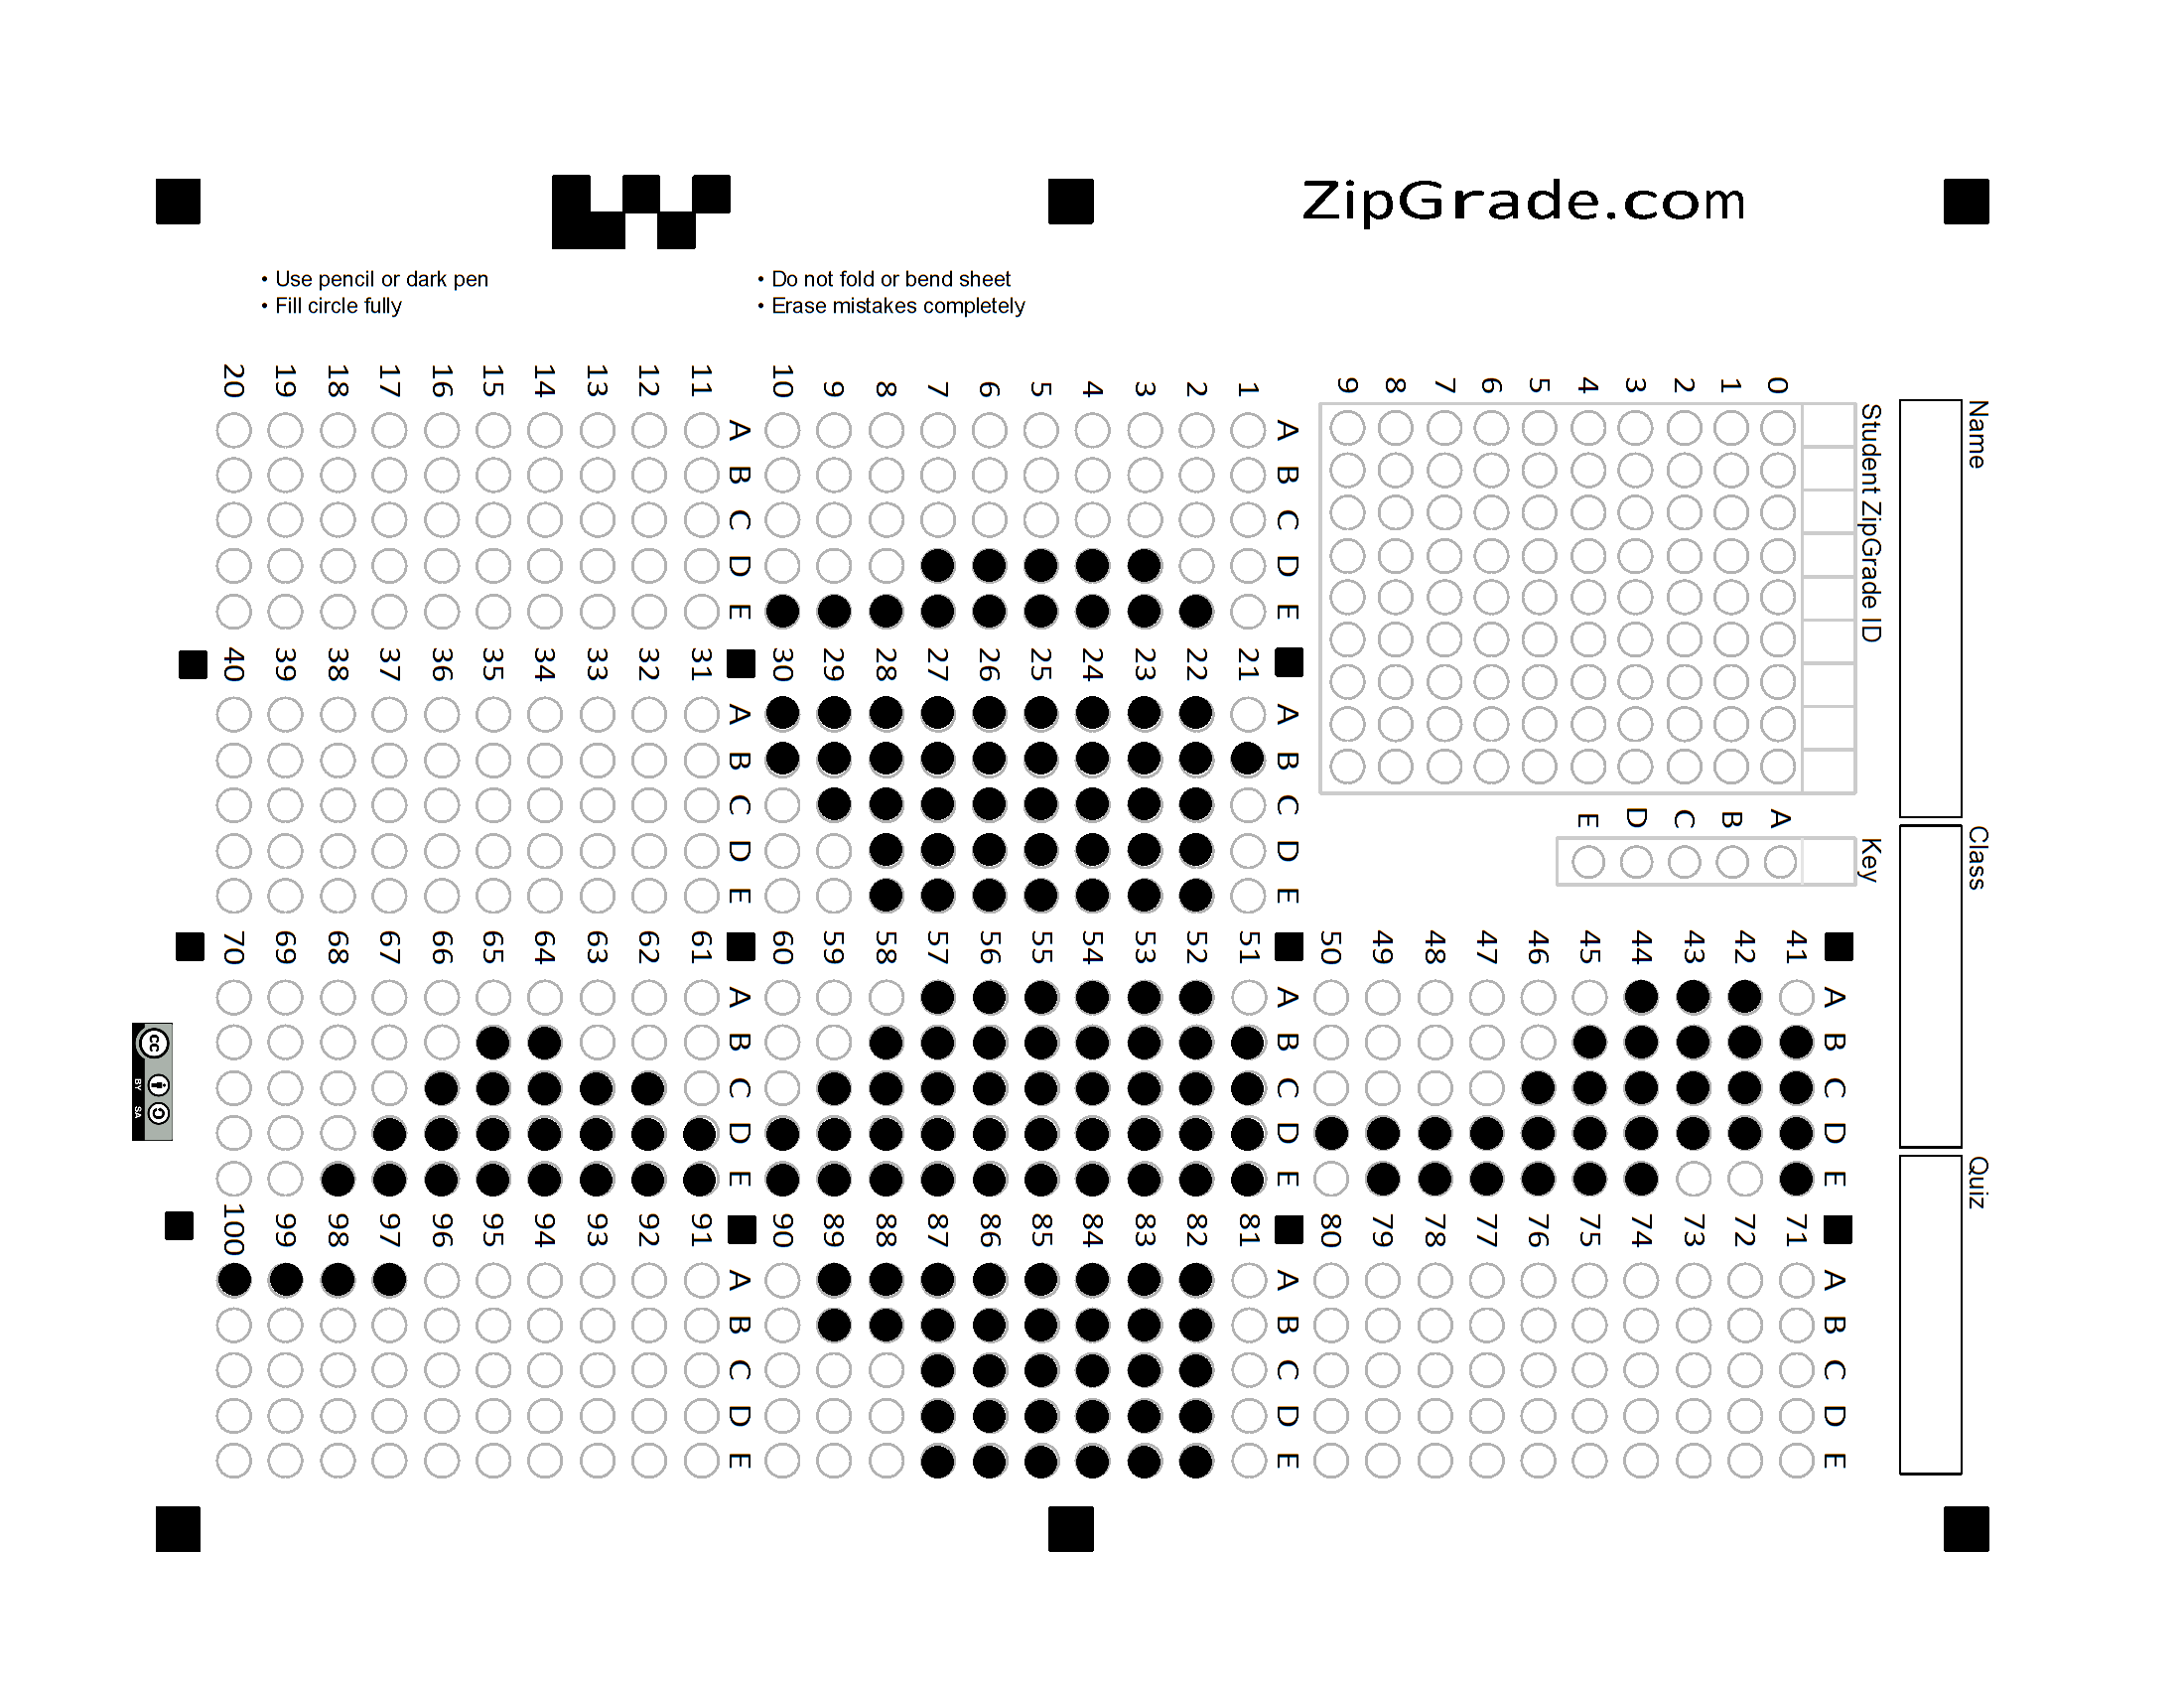 ZipGrade.com
• Use pencil or dark pen
• Fill circle fully
• Do not fold or bend sheet
• Erase mistakes completely
20 19 18 17 16 15 14 13 12 11 10 9 8 7 6 5 4 3 2 1
A A
B B
C C
D D
E E
9 8 7 6 5 4 3 2 1 0
Student ZipGrade ID
Name
40 39 38 37 36 35 34 33 32 31 30 29 28 27 26 25 24 23 22 21
A A
B B
C C
D D
E E
E D C B A
Key
Class
70 69 68 67 66 65 64 63 62 61 60 59 58 57 56 55 54 53 52 51 50 49 48 47 46 45 44 43 42 41
A A A
B B B
C C C
D D D
E E E
cc
BY SA
Quiz
100 99 98 97 96 95 94 93 92 91 90 89 88 87 86 85 84 83 82 81 80 79 78 77 76 75 74 73 72 71
A A A
B B B
C C C
D D D
E E E